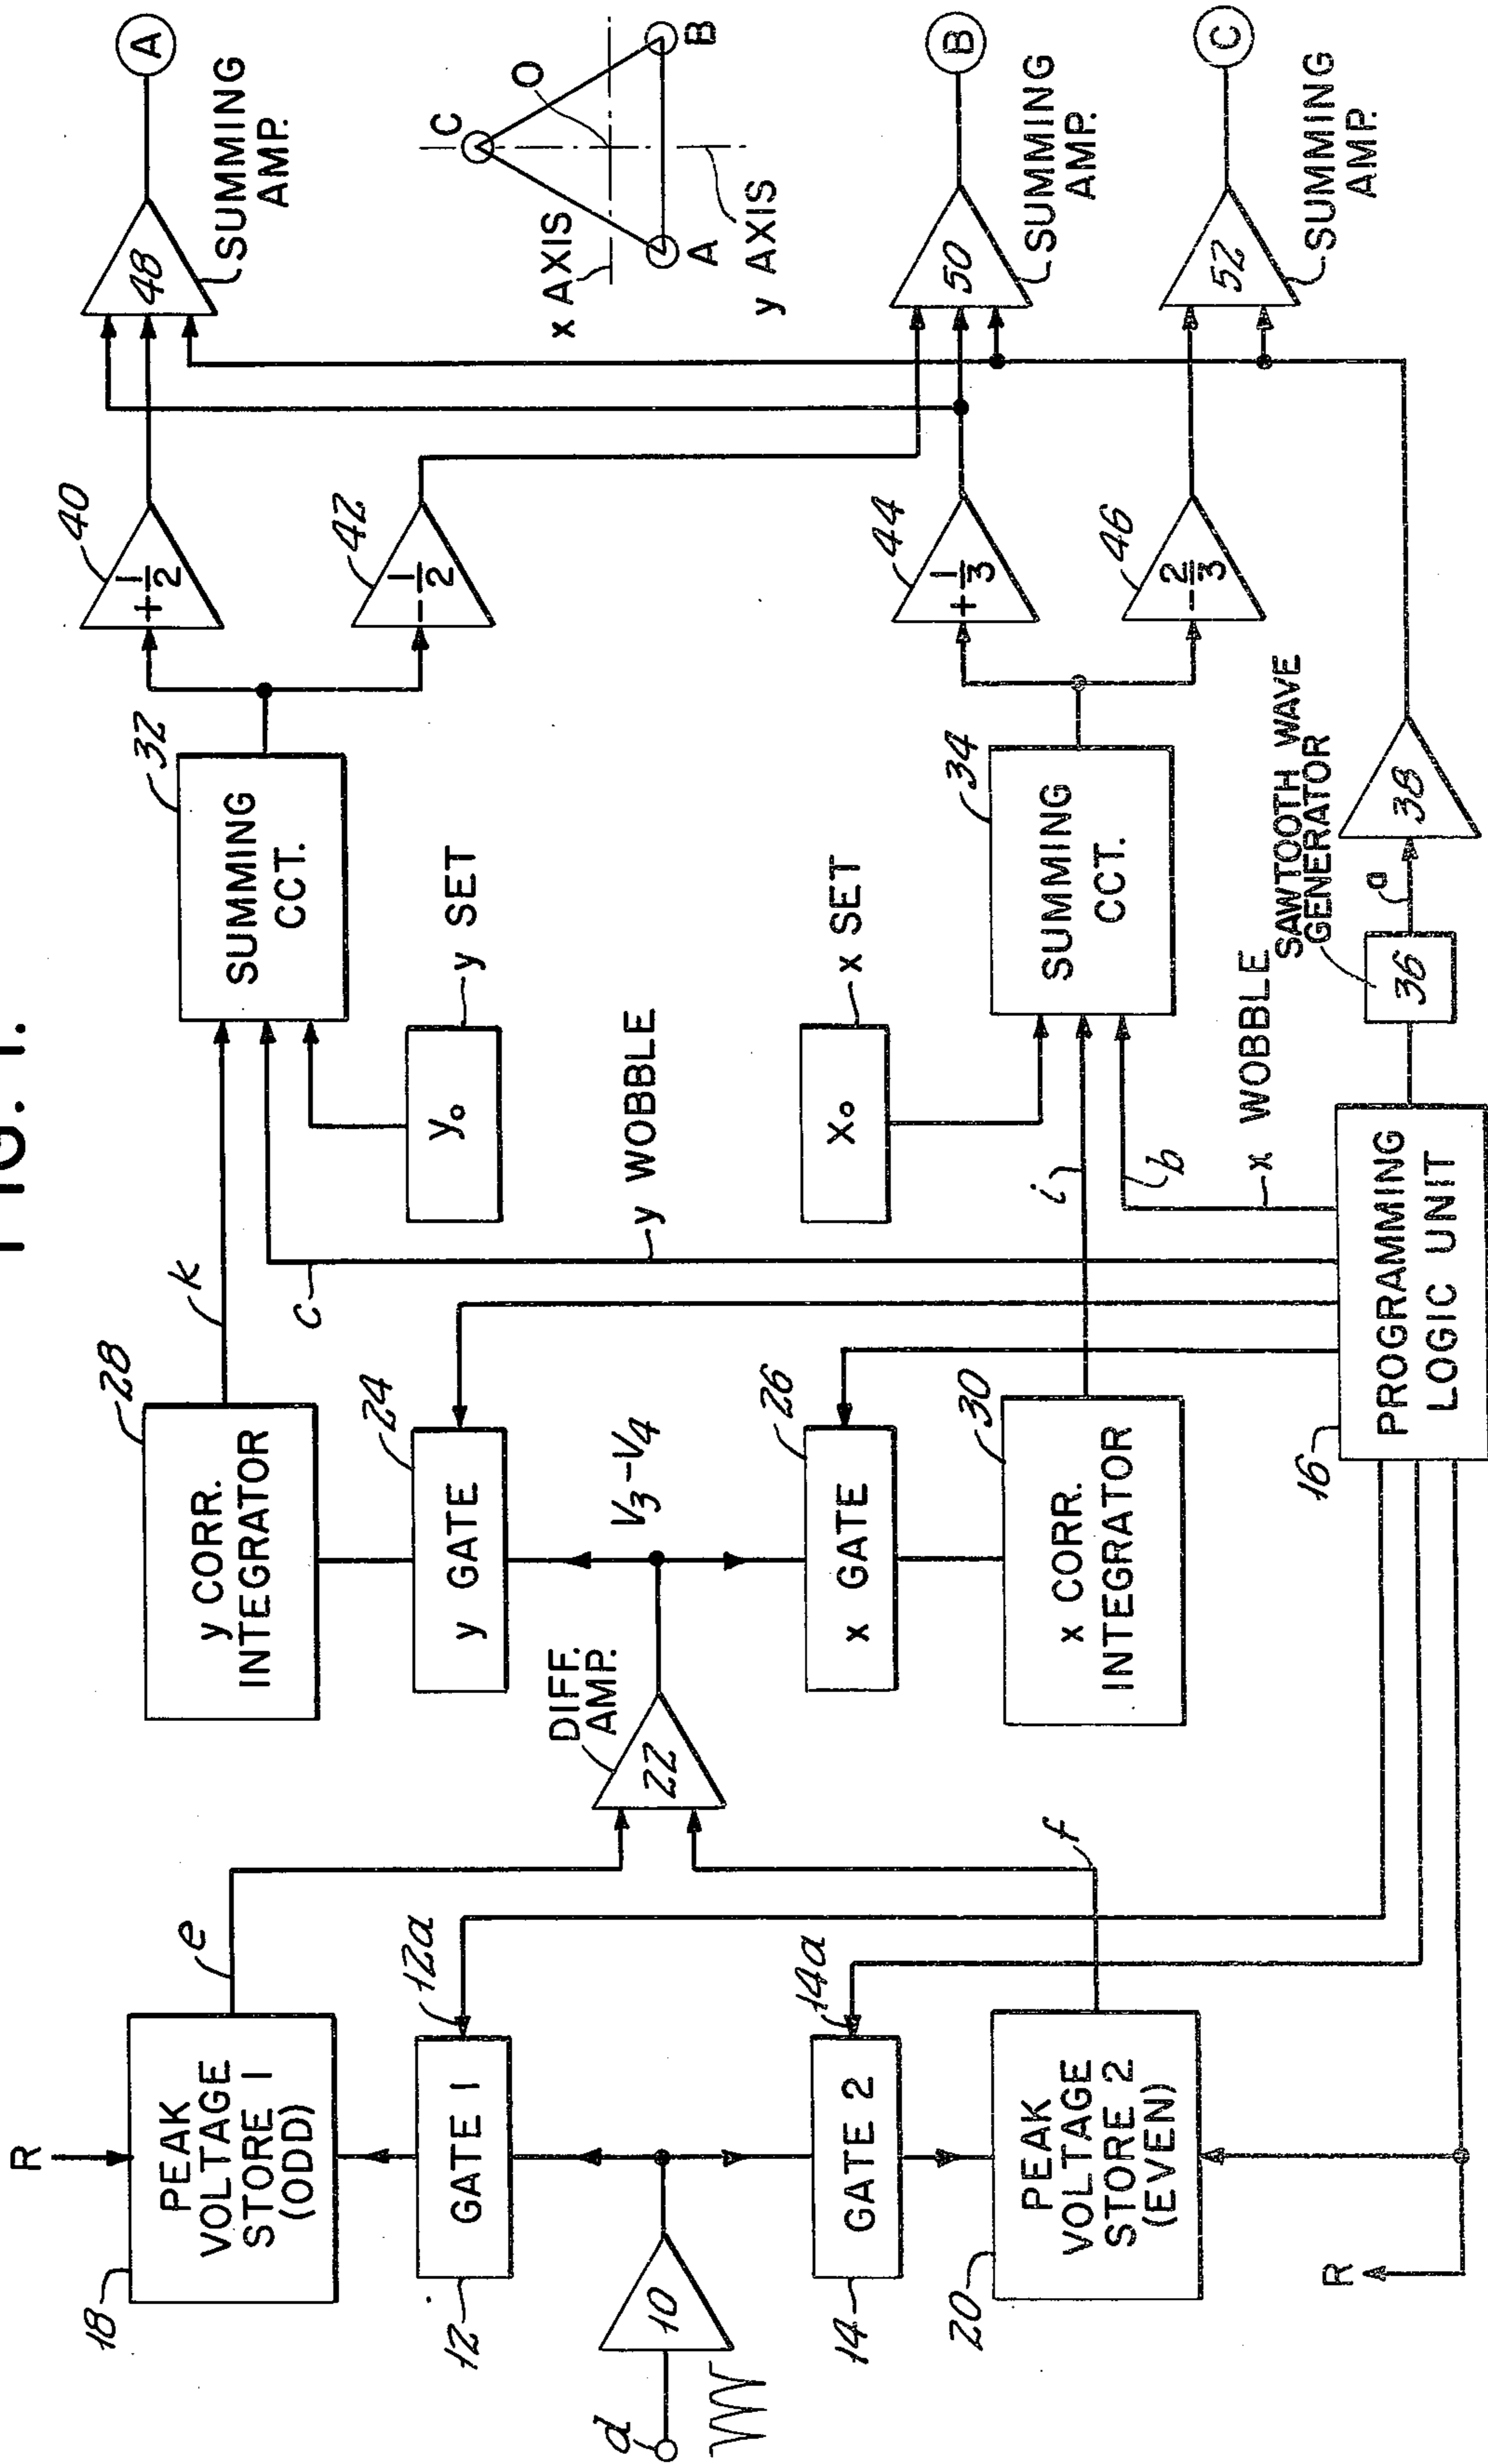 FIG. 1.
R
18
PEAK
VOLTAGE
STORE 1
(ODD)
e
12
GATE 1
12a
d
10
14
GATE 2
14a
20
PEAK
VOLTAGE
STORE 2
(EVEN)
f
R
DIFF.
AMP.
22
V3-V4
28
y CORR.
INTEGRATOR
k
24
y GATE
26
x GATE
30
x CORR.
INTEGRATOR
i
16
PROGRAMMING
LOGIC UNIT
c
y WOBBLE
b
x WOBBLE
yo
y SET
xo
x SET
32
SUMMING
CCT.
34
SUMMING
CCT.
SAWTOOTH WAVE
GENERATOR
36
a
38
40
+1/2
42
-1/2
44
+1/3
46
-2/3
48
SUMMING
AMP.
A
x AXIS
y AXIS
C
O
A
B
50
SUMMING
AMP.
B
52
SUMMING
AMP.
C